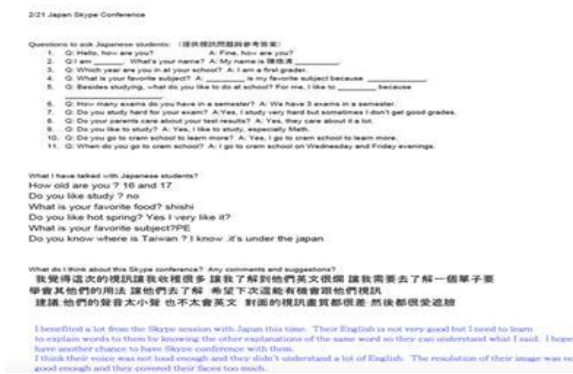 2/21 Japan Skype Conference
Questions to ask Japanese students: (提供視訊問題與參考答案)
1. Q: Hello, how are you? A: Fine, how are you?
2. Q:I am ______. What's your name? A: My name is ______.
3. Q: Which year are you in at your school? A: I am a first grader.
4. Q: What is your favorite subject? A: ______ is my favorite subject because ______.
5. Q: Besides studying, what do you like to do at school? For me, I like to ______ because
______.
6. Q: How many exams do you have in a semester? A: We have 3 exams in a semester.
7. Q: Do you study hard for your exam? A:Yes, I study very hard but sometimes I don't get good grades.
8. Q: Do your parents care about your test results? A: Yes, they care about it a lot.
9. Q: Do you like to study? A: Yes, I like to study, especially Math.
10. Q: Do you go to cram school to learn more? A: Yes, I go to cram school to learn more.
11. Q: When do you go to cram school? A: I go to cram school on Wednesday and Friday evenings.
What I have talked with Japanese students?
How old are you ? 16 and 17
Do you like study ? no
What is your favorite food? shishi
Do you like hot spring? Yes I very like it?
What is your favorite subject?PE
Do you know where is Taiwan ? I know .it's under the japan
What do I think about this Skype conference? Any comments and suggestions?
我覺得這次的視訊讓我收穫很多 讓我了解到他們英文很爛 讓我需要去了解一個單子要
學會其他們的用法 讓他們去了解 希望下次還能有機會跟他們視訊
建議:他們的聲音太小聲 也不太會英文 對面的視訊畫質都很差 然後都很愛遮臉
I benefited a lot from the Skype session with Japan this time. Their English is not very good but I need to learn
to explain words to them by knowing the other explanations of the same word so they can understand what I said. I hope
have another chance to have Skype conference with them.
I think their voice was not loud enough and they didn't understand a lot of English. The resolution of their image was no
good enough and they covered their faces too much.